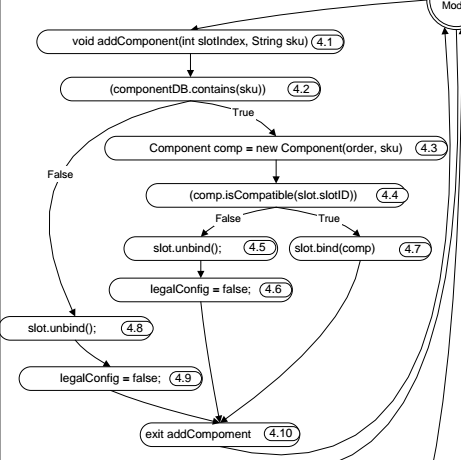 Mod
void addComponent(int slotIndex, String sku) 4.1
(componentDB.contains(sku)) 4.2
True
Component comp = new Component(order, sku) 4.3
False
(comp.isCompatible(slot.slotID)) 4.4
False True
slot.unbind(); 4.5 slot.bind(comp) 4.7
legalConfig = false; 4.6
slot.unbind(); 4.8
legalConfig = false; 4.9
exit addCompoment 4.10